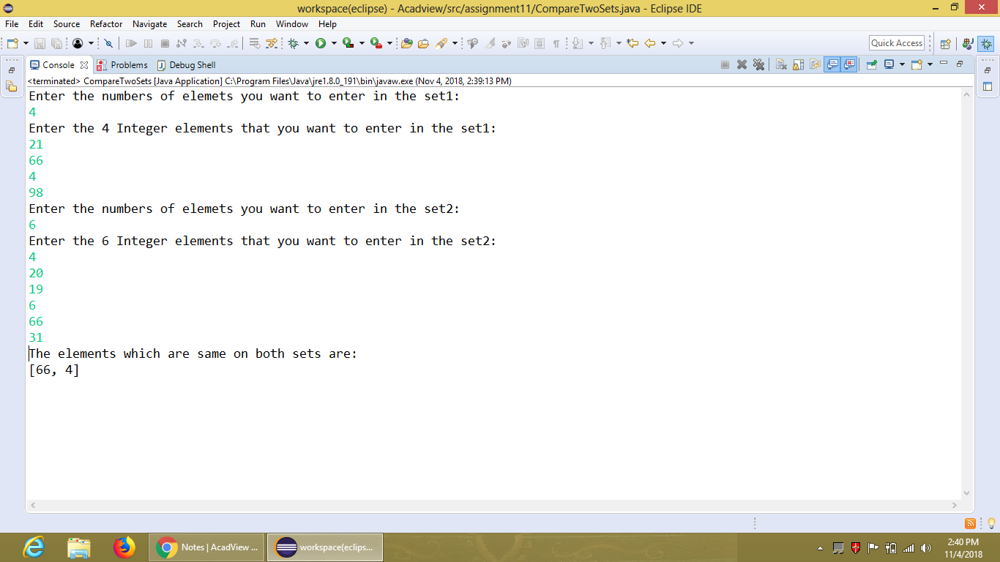 workspace(eclipse) - Acadview/src/assignment11/CompareTwoSets.java - Eclipse IDE
File Edit Source Refactor Navigate Search Project Run Window Help
Quick Access
Console Problems Debug Shell
<terminated> CompareTwoSets [Java Application] C:\Program Files\Java\jre1.8.0_191\bin\javaw.exe (Nov 4, 2018, 2:39:13 PM)
Enter the numbers of elemets you want to enter in the set1:
4
Enter the 4 Integer elements that you want to enter in the set1:
21
66
4
98
Enter the numbers of elemets you want to enter in the set2:
6
Enter the 6 Integer elements that you want to enter in the set2:
4
20
19
6
66
31
The elements which are same on both sets are:
[66, 4]
Notes | AcadView ... workspace(eclips... 2:40 PM
11/4/2018